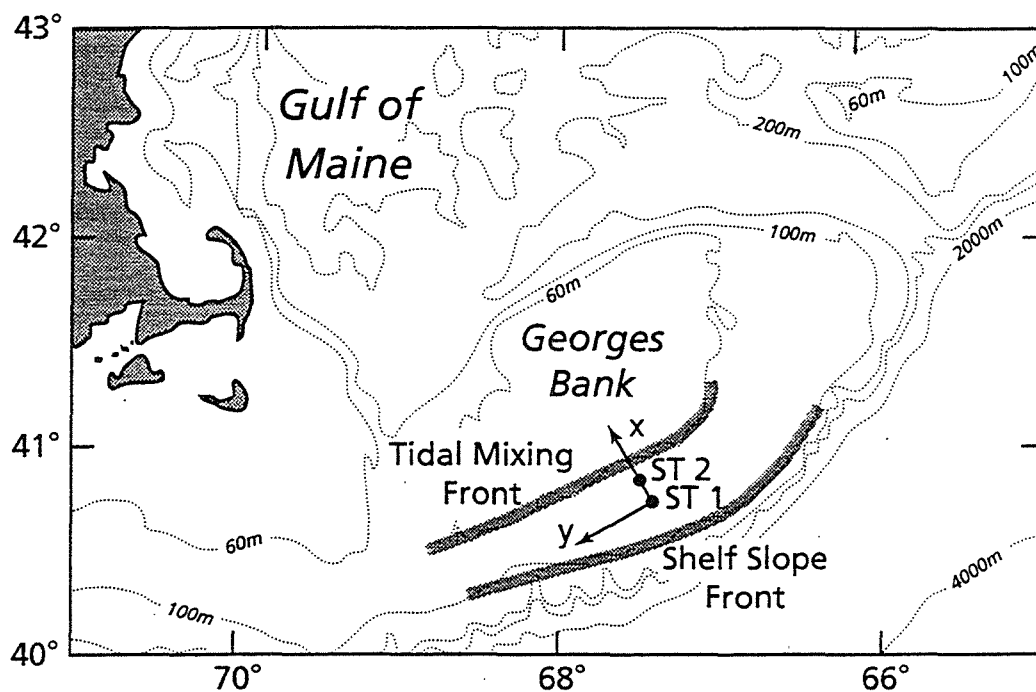 43°
42°
41°
40°
70°
68°
66°
Gulf of
Maine
Georges
Bank
Tidal Mixing
Front
Shelf Slope
Front
ST 2
ST 1
x
y
100m
60m
200m
2000m
100m
60m
60m
100m
4000m